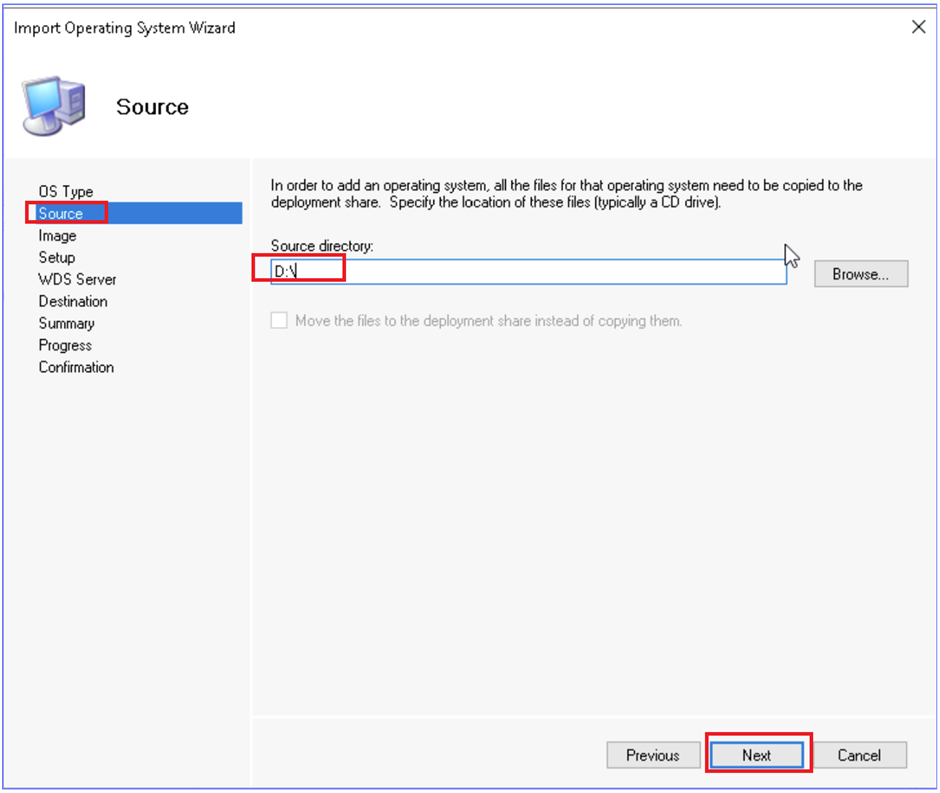 Import Operating System Wizard
Source
OS Type
Source
Image
Setup
WDS Server
Destination
Summary
Progress
Confirmation
In order to add an operating system, all the files for that operating system need to be copied to the
deployment share.  Specify the location of these files (typically a CD drive).
Source directory:
D:\
Browse...
Move the files to the deployment share instead of copying them.
Previous
Next
Cancel